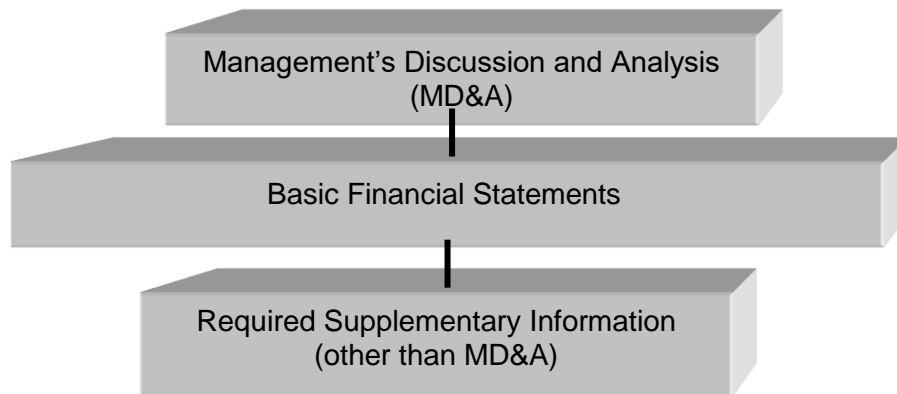 Management’s Discussion and Analysis
(MD&A)
Basic Financial Statements
Required Supplementary Information
(other than MD&A)